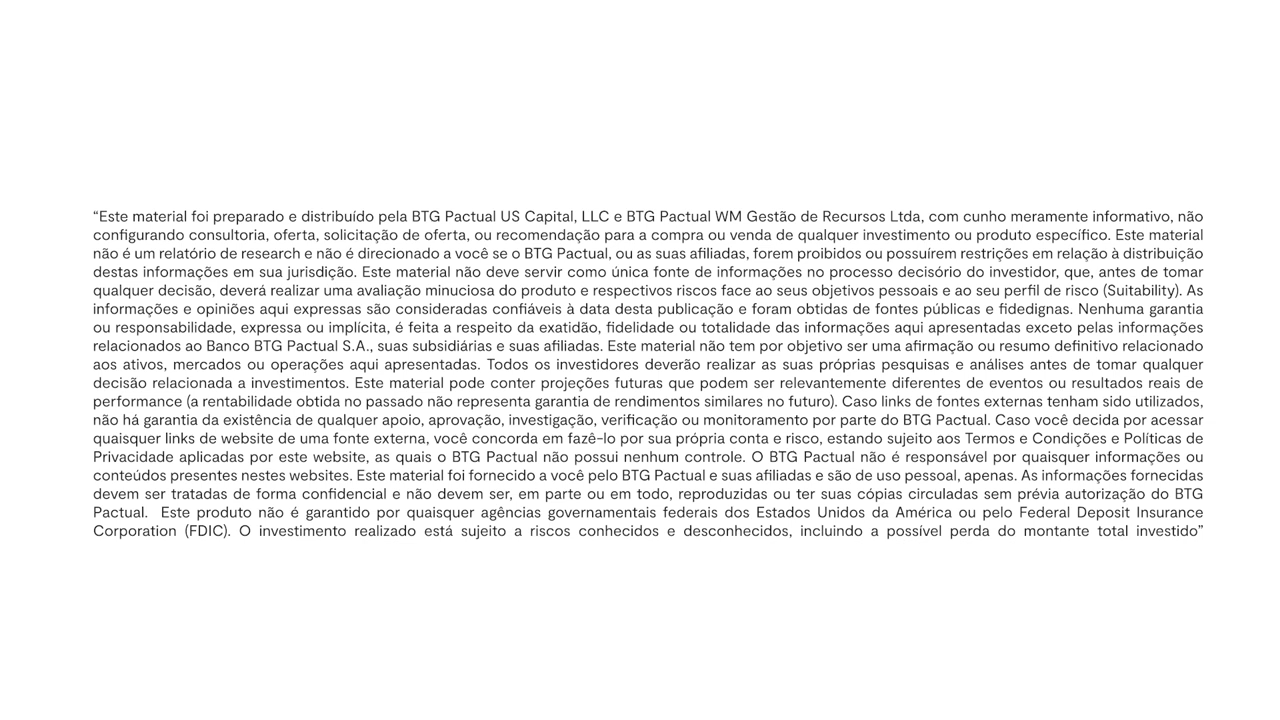 “Este material foi preparado e distribuído pela BTG Pactual US Capital, LLC e BTG Pactual WM Gestão de Recursos Ltda, com cunho meramente informativo, não
configurando consultoria, oferta, solicitação de oferta, ou recomendação para a compra ou venda de qualquer investimento ou produto específico. Este material
não é um relatório de research e não é direcionado a você se o BTG Pactual, ou as suas afiliadas, forem proibidos ou possuírem restrições em relação à distribuição
destas informações em sua jurisdição. Este material não deve servir como única fonte de informações no processo decisório do investidor, que, antes de tomar
qualquer decisão, deverá realizar uma avaliação minuciosa do produto e respectivos riscos face ao seus objetivos pessoais e ao seu perfil de risco (Suitability). As
informações e opiniões aqui expressas são consideradas confiáveis à data desta publicação e foram obtidas de fontes públicas e fidedignas. Nenhuma garantia
ou responsabilidade, expressa ou implícita, é feita a respeito da exatidão, fidelidade ou totalidade das informações aqui apresentadas exceto pelas informações
relacionados ao Banco BTG Pactual S.A., suas subsidiárias e suas afiliadas. Este material não tem por objetivo ser uma afirmação ou resumo definitivo relacionado
aos ativos, mercados ou operações aqui apresentadas. Todos os investidores deverão realizar as suas próprias pesquisas e análises antes de tomar qualquer
decisão relacionada a investimentos. Este material pode conter projeções futuras que podem ser relevantemente diferentes de eventos ou resultados reais de
performance (a rentabilidade obtida no passado não representa garantia de rendimentos similares no futuro). Caso links de fontes externas tenham sido utilizados,
não há garantia da existência de qualquer apoio, aprovação, investigação, verificação ou monitoramento por parte do BTG Pactual. Caso você decida por acessar
quaisquer links de website de uma fonte externa, você concorda em fazê-lo por sua própria conta e risco, estando sujeito aos Termos e Condições e Políticas de
Privacidade aplicadas por este website, as quais o BTG Pactual não possui nenhum controle. O BTG Pactual não é responsável por quaisquer informações ou
conteúdos presentes nestes websites. Este material foi fornecido a você pelo BTG Pactual e suas afiliadas e são de uso pessoal, apenas. As informações fornecidas
devem ser tratadas de forma confidencial e não devem ser, em parte ou em todo, reproduzidas ou ter suas cópias circuladas sem prévia autorização do BTG
Pactual.  Este produto não é garantido por quaisquer agências governamentais federais dos Estados Unidos da América ou pelo Federal Deposit Insurance
Corporation (FDIC). O investimento realizado está sujeito a riscos conhecidos e desconhecidos, incluindo a possível perda do montante total investido”